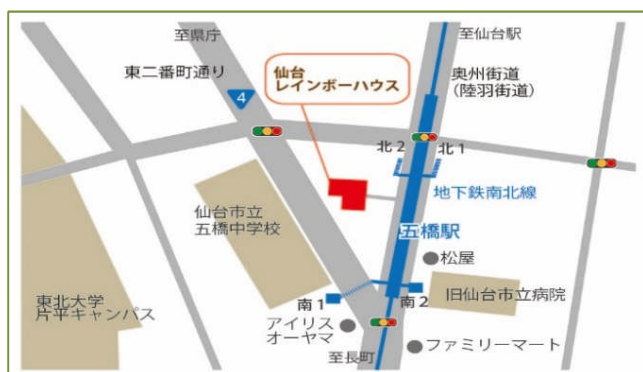 至県庁
至仙台駅
東二番町通り
仙台
レインボーハウス
奥州街道
(陸羽街道)
4
北2
北1
地下鉄南北線
仙台市立
五橋中学校
五橋駅
松屋
東北大学
片平キャンパス
南1
南2
旧仙台市立病院
アイリス
オーヤマ
至長町
ファミリーマート